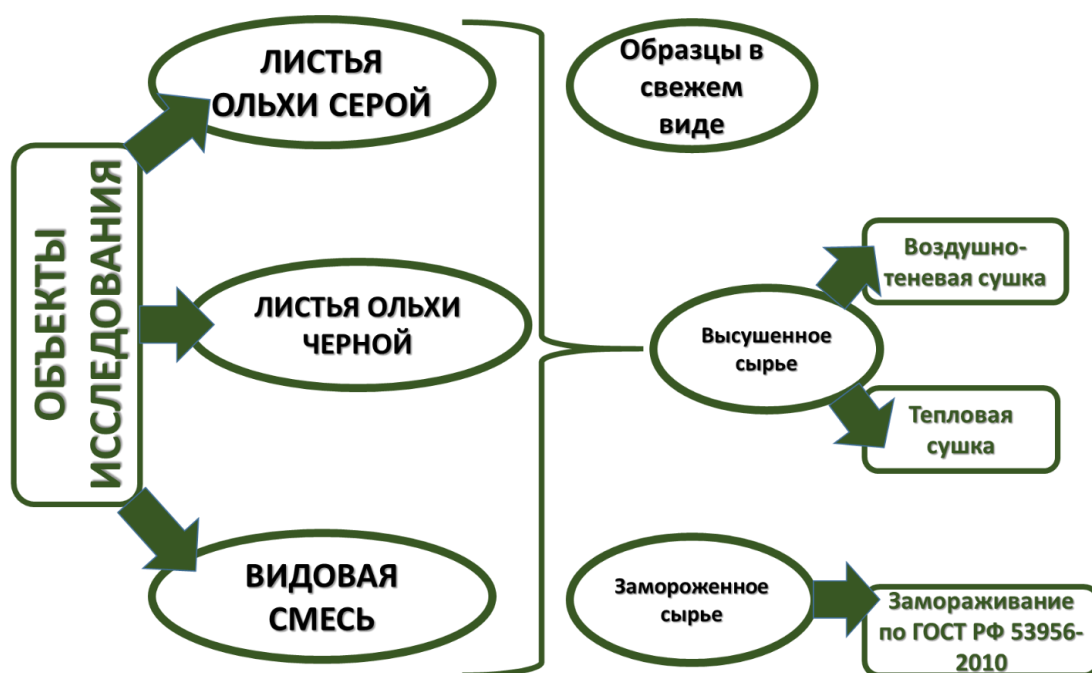 ОБЪЕКТЫ
ИССЛЕДОВАНИЯ
ЛИСТЬЯ
ОЛЬХИ СЕРОЙ
ЛИСТЬЯ ОЛЬХИ
ЧЕРНОЙ
ВИДОВАЯ
СМЕСЬ
Образцы в
свежем
виде
Высушенное
сырье
Воздушно-
теневая сушка
Тепловая
сушка
Замороженное
сырье
Замораживание
по ГОСТ РФ 53956-
2010